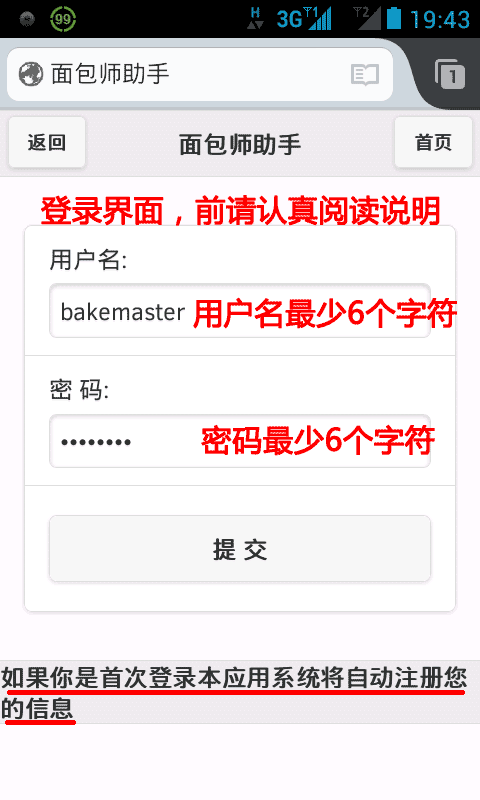 99 H 3G 1 2 19:43
面包师助手 1
返回 面包师助手 首页
登录界面，前请认真阅读说明
用户名:
bakemaster 用户名最少6个字符
密 码:
•••••••• 密码最少6个字符
提 交
如果你是首次登录本应用系统将自动注册您
的信息